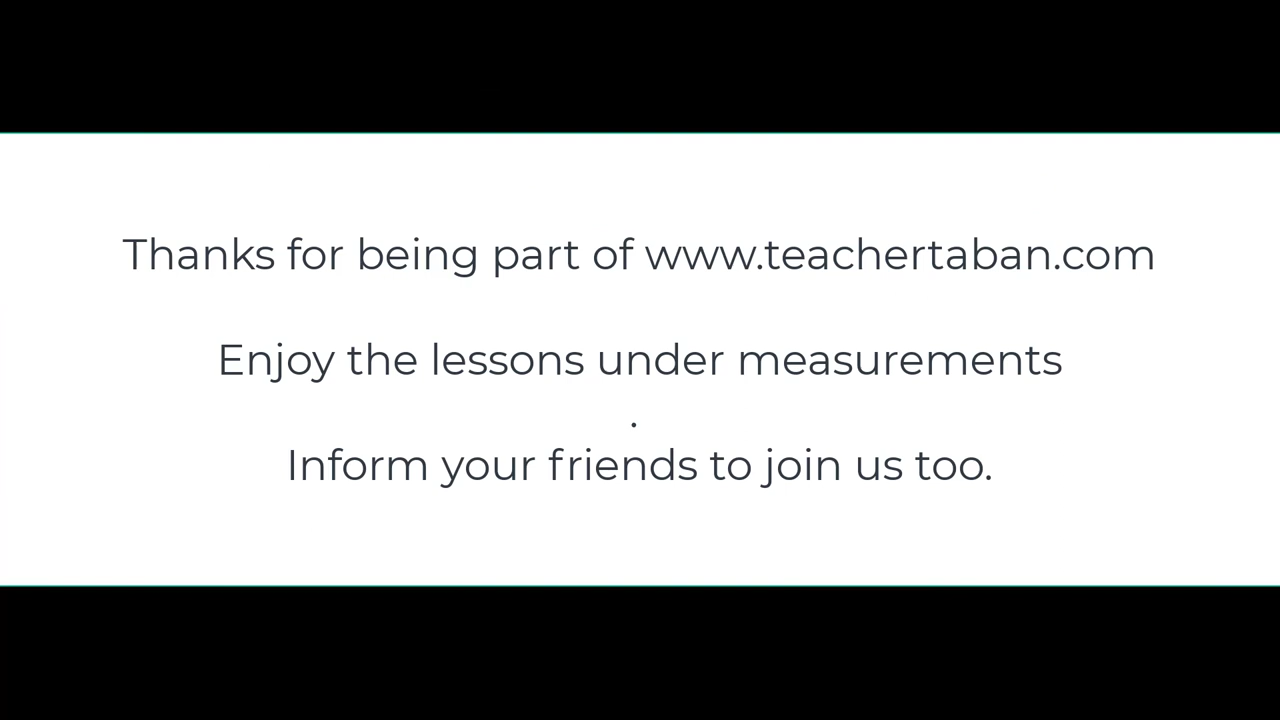 Thanks for being part of www.teachertaban.com
Enjoy the lessons under measurements
.
Inform your friends to join us too.